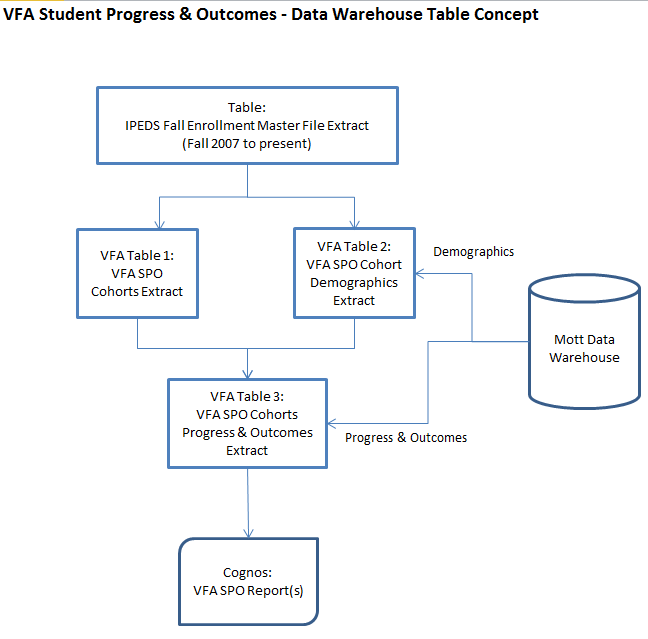 VFA Student Progress & Outcomes - Data Warehouse Table Concept
Table:
IPEDS Fall Enrollment Master File Extract
(Fall 2007 to present)
VFA Table 1:
VFA SPO
Cohorts Extract
VFA Table 2:
VFA SPO Cohort
Demographics
Extract
Demographics
Mott Data
Warehouse
VFA Table 3:
VFA SPO Cohorts
Progress & Outcomes
Extract
Progress & Outcomes
Cognos:
VFA SPO Report(s)